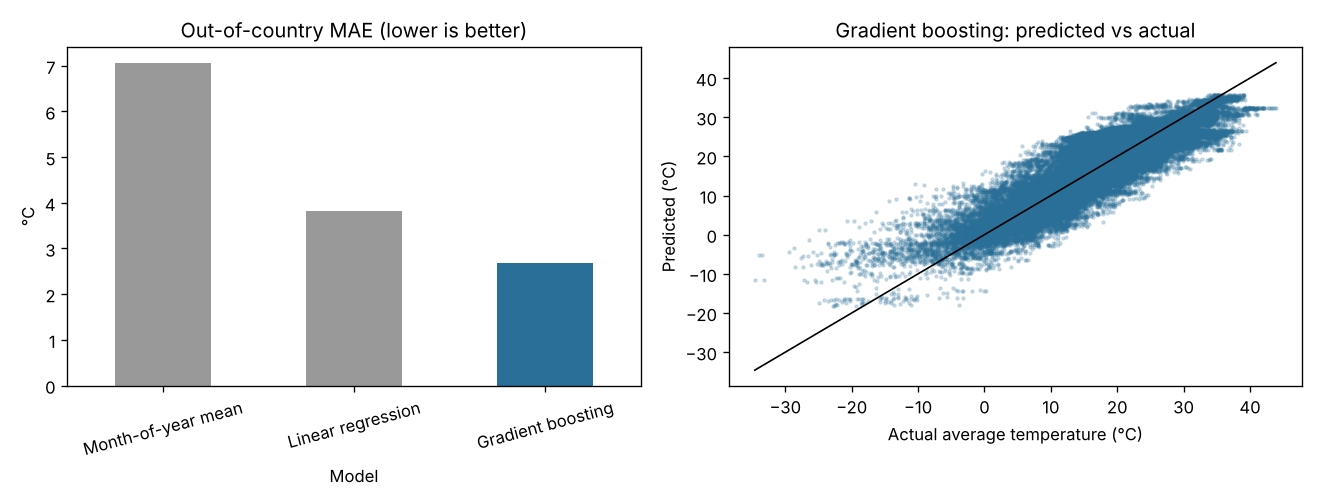 Out-of-country MAE (lower is better)
°C
7
6
5
4
3
2
1
0
Month-of-year mean
Linear regression
Gradient boosting
Model
Gradient boosting: predicted vs actual
Predicted (°C)
40
30
20
10
0
−10
−20
−30
−30 −20 −10 0 10 20 30 40
Actual average temperature (°C)